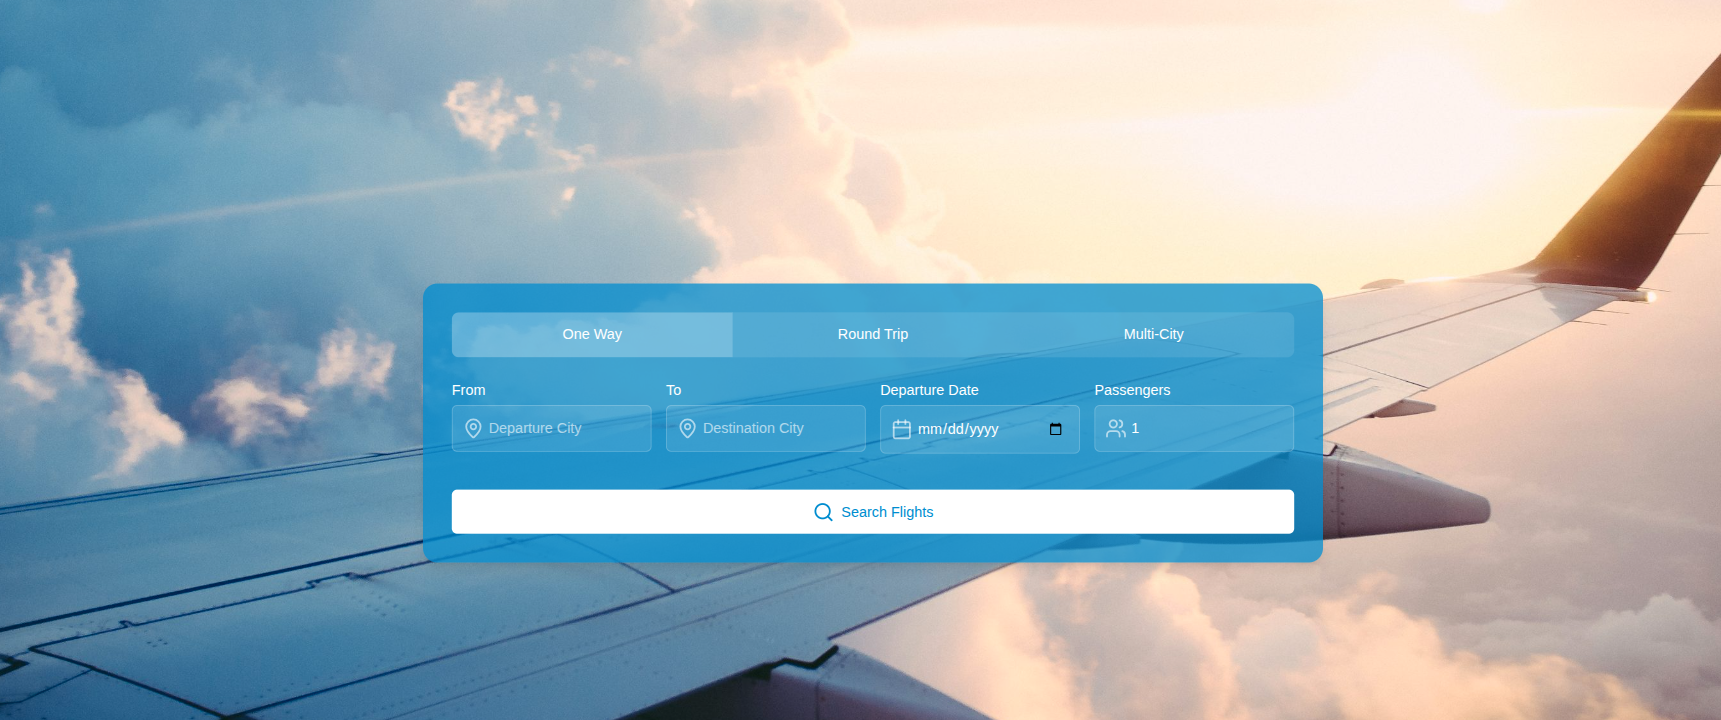 One Way Round Trip Multi-City
From To Departure Date Passengers
Departure City Destination City mm/dd/yyyy 1
Search Flights